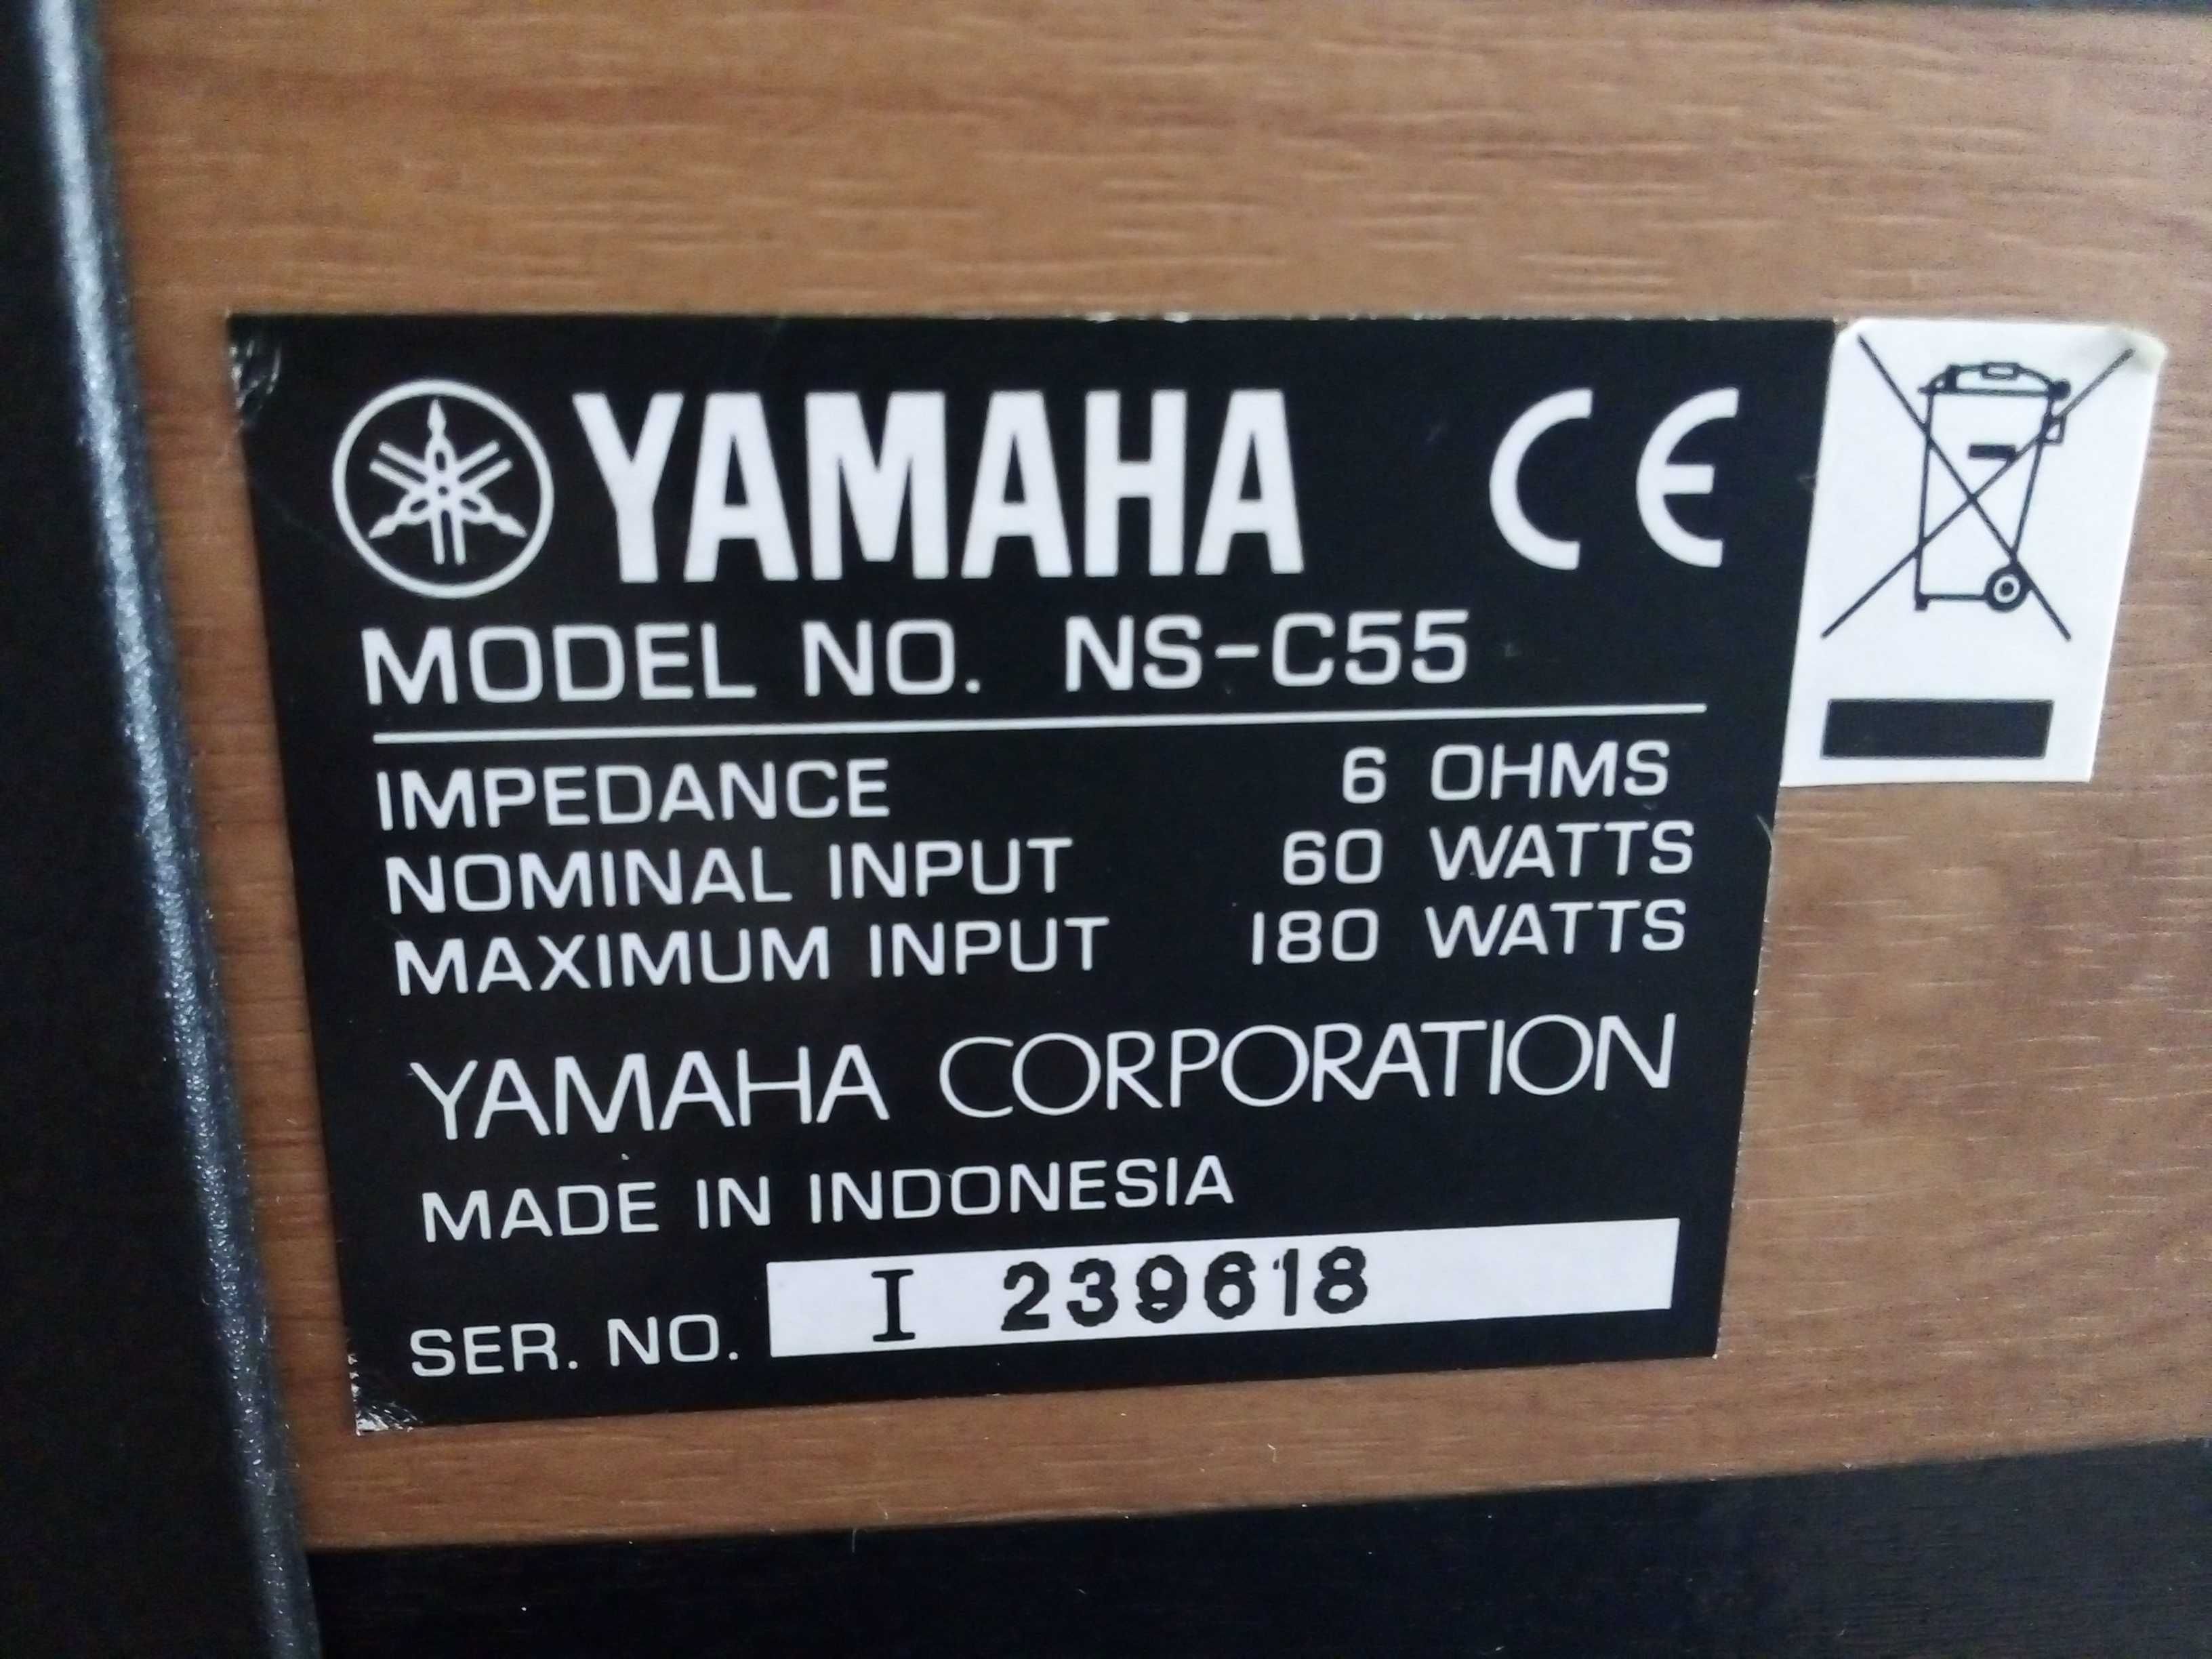 YAMAHA CE
MODEL NO. NS-C55
IMPEDANCE 6 OHMS
NOMINAL INPUT 60 WATTS
MAXIMUM INPUT 180 WATTS
YAMAHA CORPORATION
MADE IN INDONESIA
SER. NO. I 239618